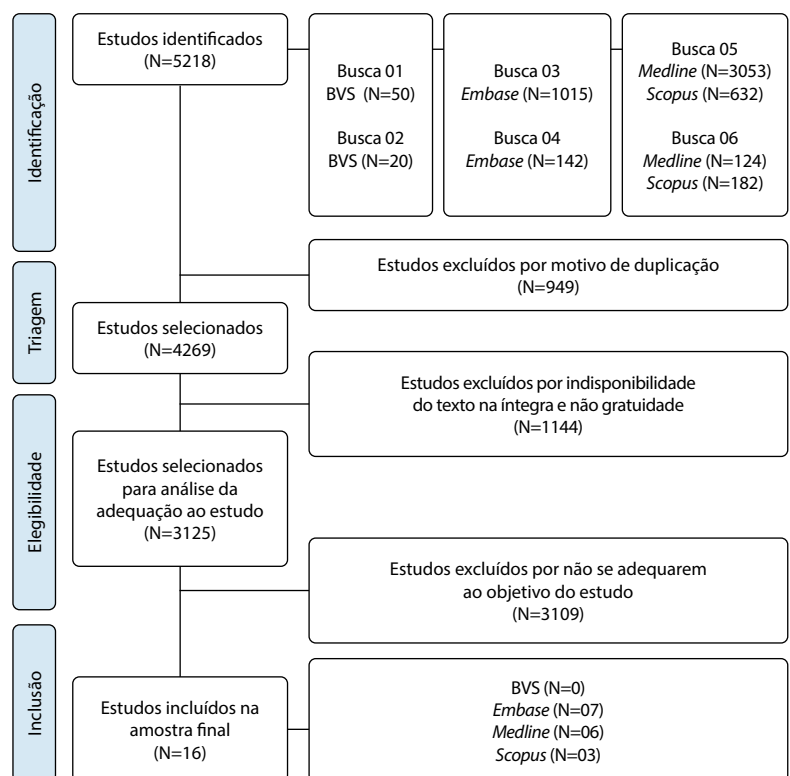 Identificação
Estudos identificados
(N=5218)
Busca 01
BVS (N=50)
Busca 02
BVS (N=20)
Busca 03
Embase (N=1015)
Busca 04
Embase (N=142)
Busca 05
Medline (N=3053)
Scopus (N=632)
Busca 06
Medline (N=124)
Scopus (N=182)
Estudos excluídos por motivo de duplicação
(N=949)
Triagem
Estudos selecionados
(N=4269)
Estudos excluídos por indisponibilidade
do texto na íntegra e não gratuidade
(N=1144)
Elegibilidade
Estudos selecionados
para análise da
adequação ao estudo
(N=3125)
Estudos excluídos por não se adequarem
ao objetivo do estudo
(N=3109)
Inclusão
Estudos incluídos na
amostra final
(N=16)
BVS (N=0)
Embase (N=07)
Medline (N=06)
Scopus (N=03)